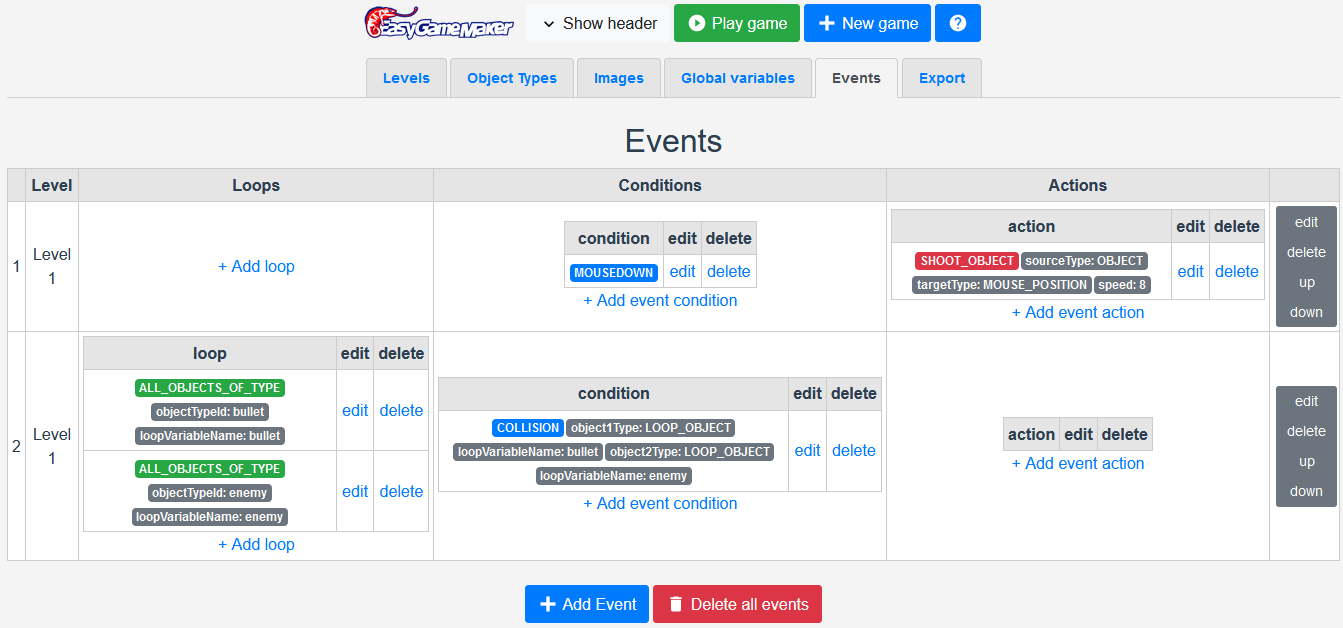 EasyGameMaker
Show header
Play game
+ New game
?
Levels
Object Types
Images
Global variables
Events
Export
Events
Level Loops Conditions Actions
1
Level
1
+ Add loop
condition edit delete
MOUSEDOWN edit delete
+ Add event condition
action edit delete
SHOOT_OBJECT sourceType: OBJECT
targetType: MOUSE_POSITION speed: 8
edit delete
+ Add event action
edit
delete
up
down
2
Level
1
loop edit delete
ALL_OBJECTS_OF_TYPE
objectTypeId: bullet
loopVariableName: bullet
edit delete
ALL_OBJECTS_OF_TYPE
objectTypeId: enemy
loopVariableName: enemy
edit delete
+ Add loop
condition edit delete
COLLISION object1Type: LOOP_OBJECT
loopVariableName: bullet object2Type: LOOP_OBJECT
loopVariableName: enemy
edit delete
+ Add event condition
action edit delete
+ Add event action
edit
delete
up
down
+ Add Event
Delete all events